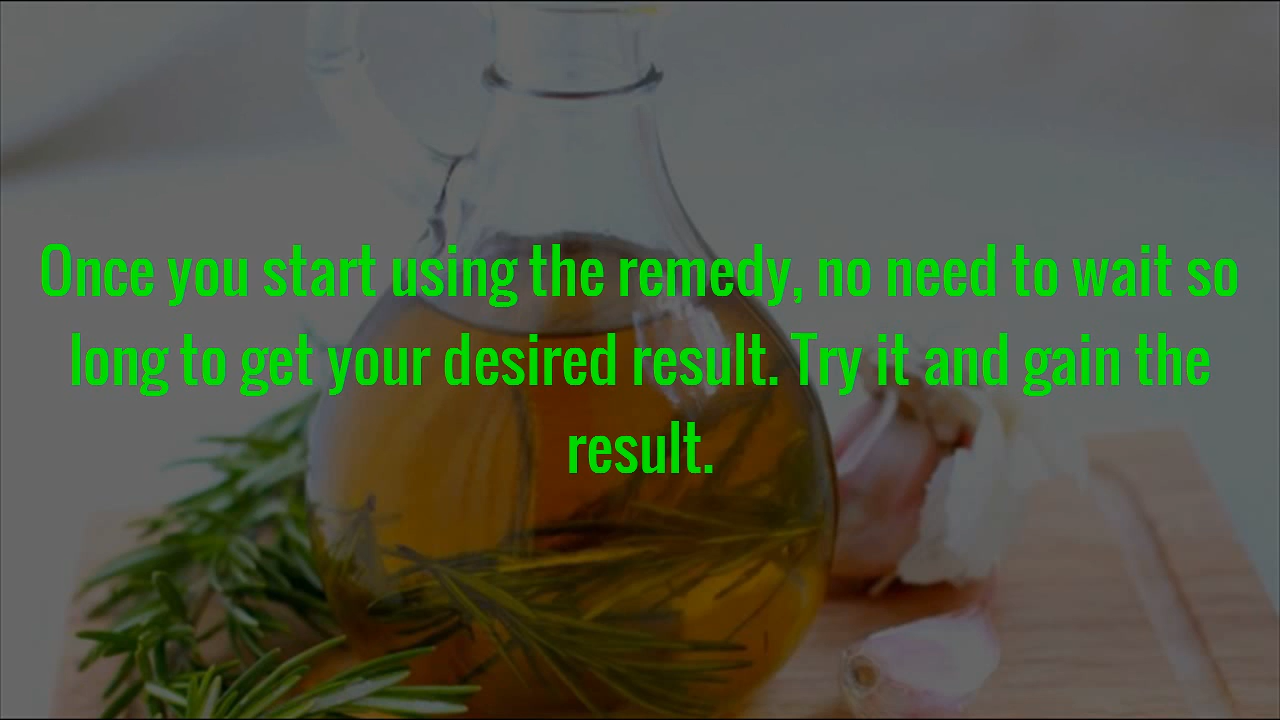 Once you start using the remedy, no need to wait so
long to get your desired result. Try it and gain the
result.